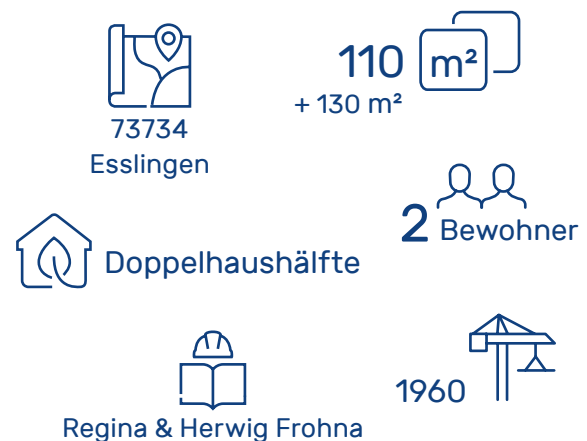 73734
Esslingen
110 m²
+ 130 m²
Doppelhaushälfte
2 Bewohner
Regina & Herwig Frohna
1960